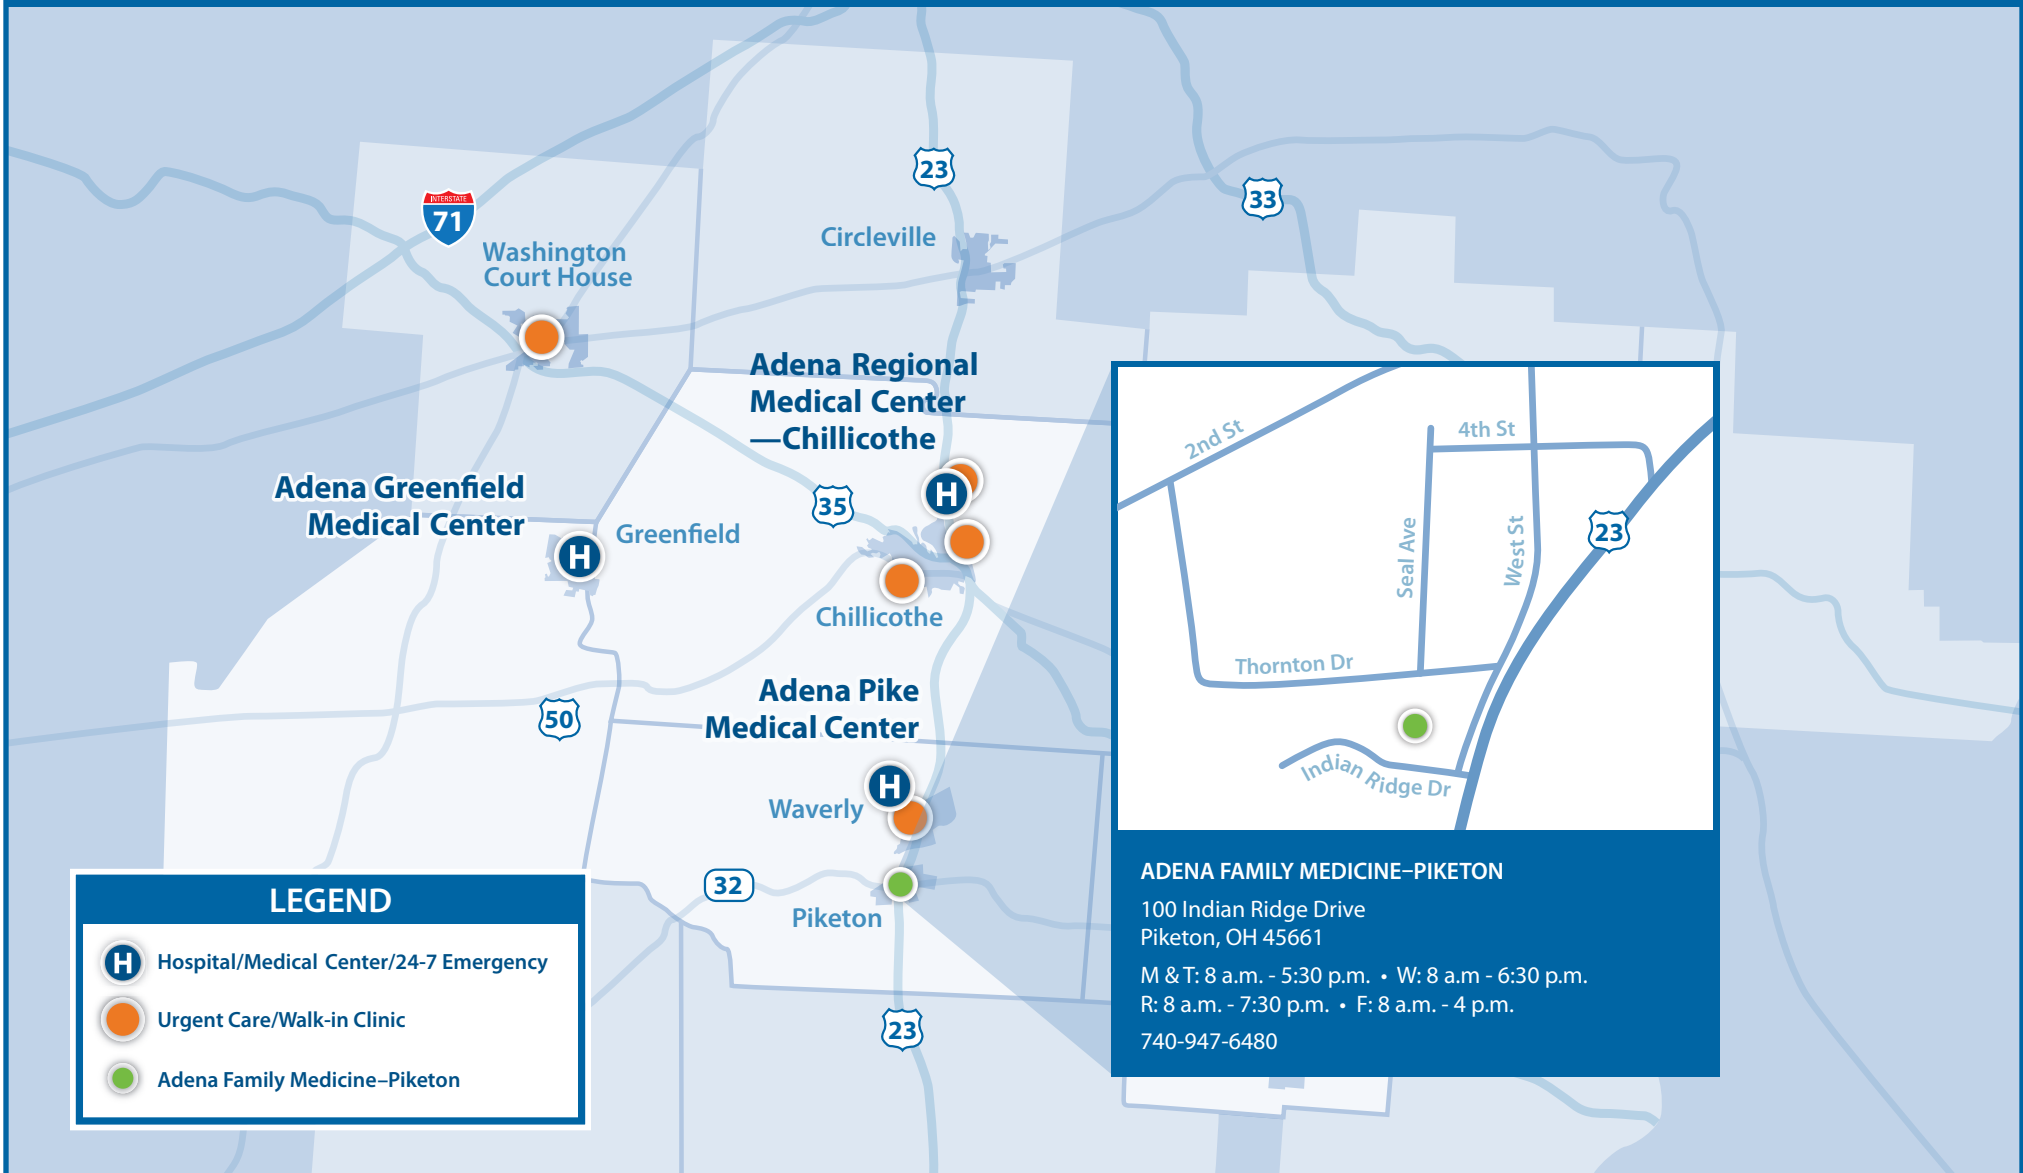 23
33
INTERSTATE
71
Washington
Court House
Circleville
Adena Regional
Medical Center
—Chillicothe
Adena Greenfield
Medical Center
Greenfield
35
Chillicothe
50
Adena Pike
Medical Center
Waverly
32
Piketon
23
2nd St
4th St
Seal Ave
West St
23
Thornton Dr
Indian Ridge Dr
ADENA FAMILY MEDICINE–PIKETON
100 Indian Ridge Drive
Piketon, OH 45661
M & T: 8 a.m. - 5:30 p.m. • W: 8 a.m - 6:30 p.m.
R: 8 a.m. - 7:30 p.m. • F: 8 a.m. - 4 p.m.
740-947-6480
LEGEND
H Hospital/Medical Center/24-7 Emergency
Urgent Care/Walk-in Clinic
Adena Family Medicine–Piketon
H
H
H